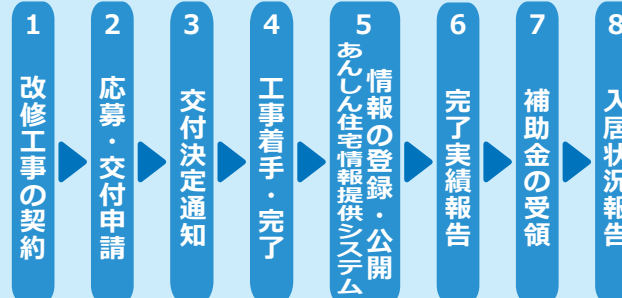 1
改修工事の契約
2
応募・交付申請
3
交付決定通知
4
工事着手・完了
5
情報の登録・公開
あんしん住宅情報提供システム
6
完了実績報告
7
補助金の受領
8
入居状況報告